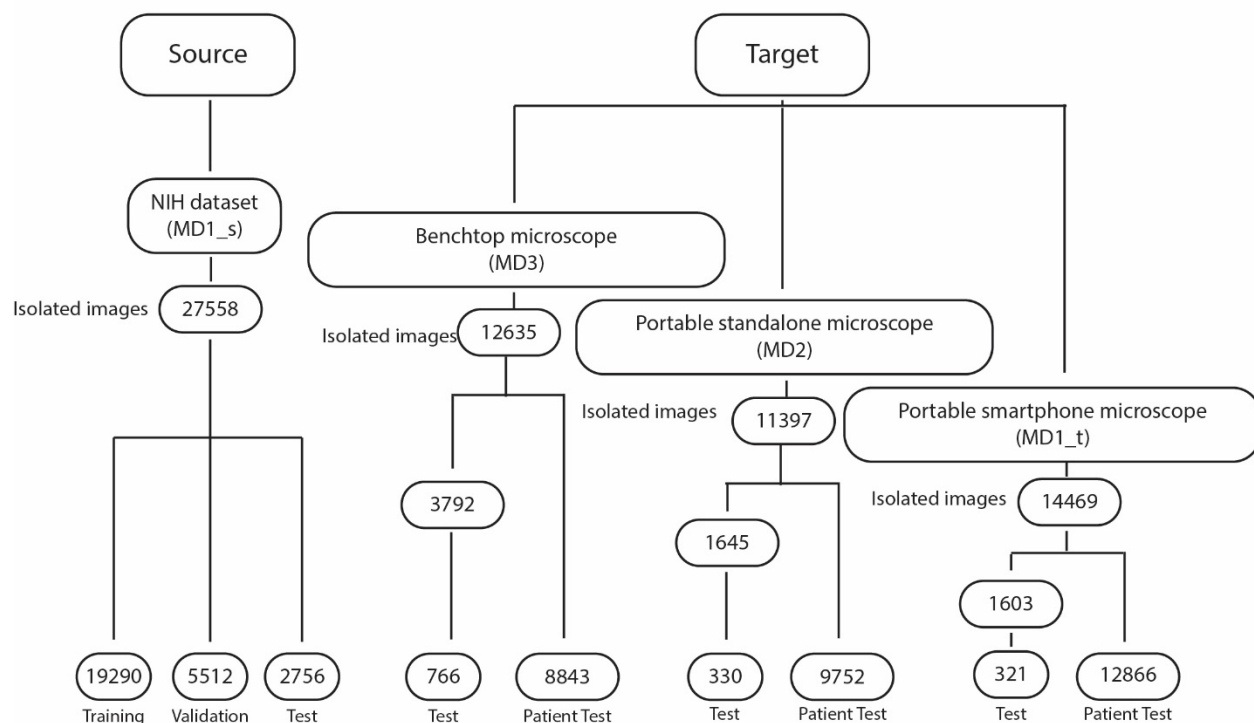 Source
Target
NIH dataset
(MD1_s)
Benchtop microscope
(MD3)
Isolated images
27558
Isolated images
12635
Portable standalone microscope
(MD2)
Isolated images
11397
Portable smartphone microscope
(MD1_t)
Isolated images
14469
3792
1645
1603
19290
5512
2756
766
8843
330
9752
321
12866
Training
Validation
Test
Test
Patient Test
Test
Patient Test
Test
Patient Test